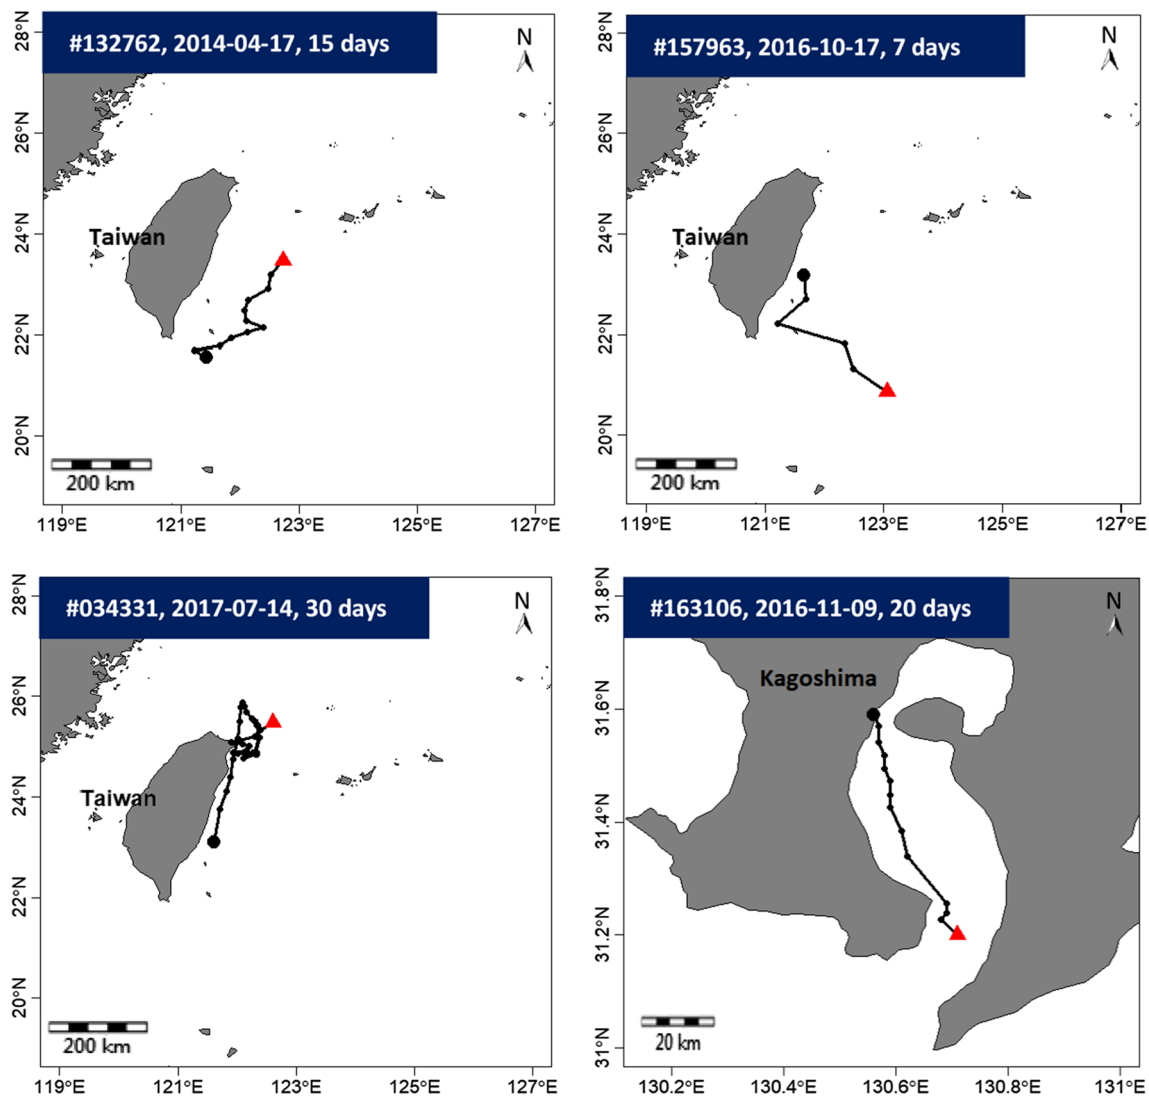 #132762, 2014-04-17, 15 days
N
28°N
26°N
24°N
22°N
20°N
Taiwan
200 km
119°E 121°E 123°E 125°E 127°E
#157963, 2016-10-17, 7 days
N
28°N
26°N
24°N
22°N
20°N
Taiwan
200 km
119°E 121°E 123°E 125°E 127°E
#034331, 2017-07-14, 30 days
N
28°N
26°N
24°N
22°N
20°N
Taiwan
200 km
119°E 121°E 123°E 125°E 127°E
#163106, 2016-11-09, 20 days
N
31.8°N
31.6°N
31.4°N
31.2°N
31°N
Kagoshima
20 km
130.2°E 130.4°E 130.6°E 130.8°E 131°E